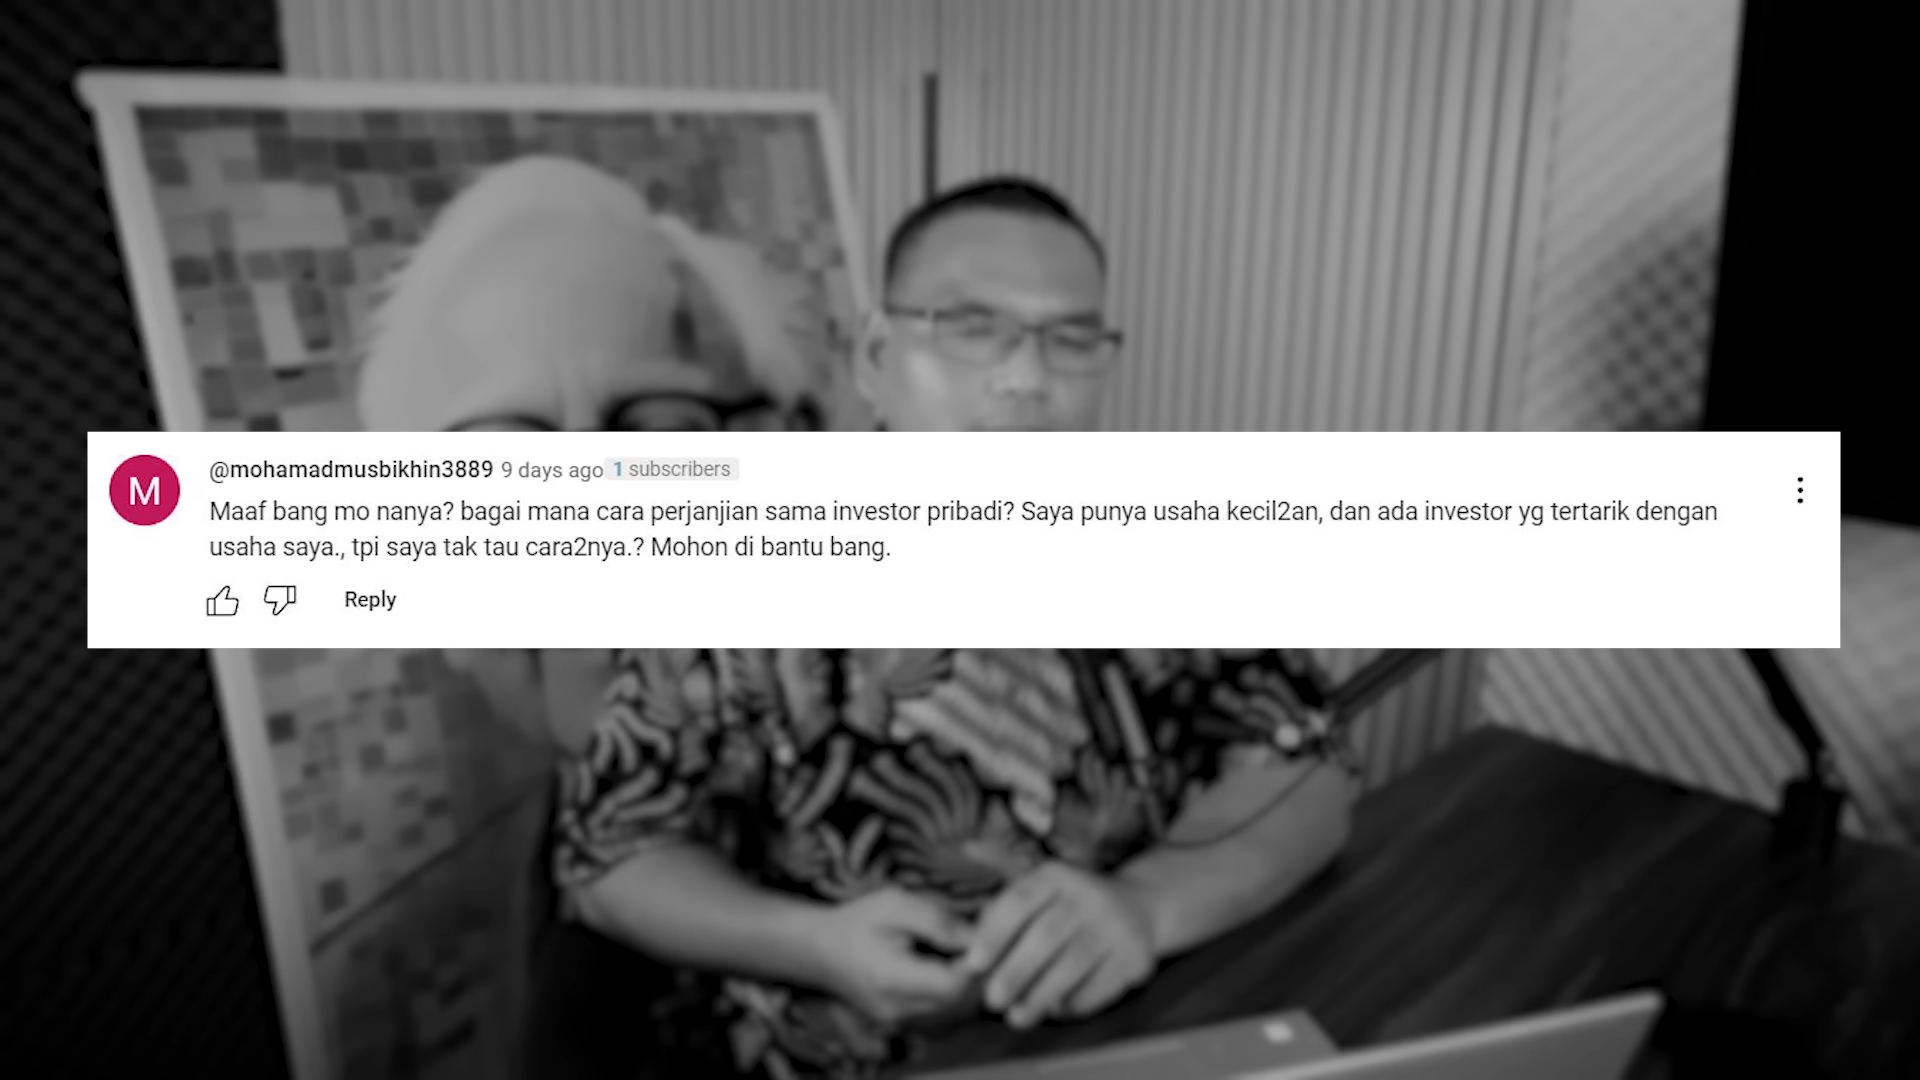 M
@mohamadmusbikhin3889 9 days ago 1 subscribers
Maaf bang mo nanya? bagai mana cara perjanjian sama investor pribadi? Saya punya usaha kecil2an, dan ada investor yg tertarik dengan
usaha saya., tpi saya tak tau cara2nya.? Mohon di bantu bang.
Reply